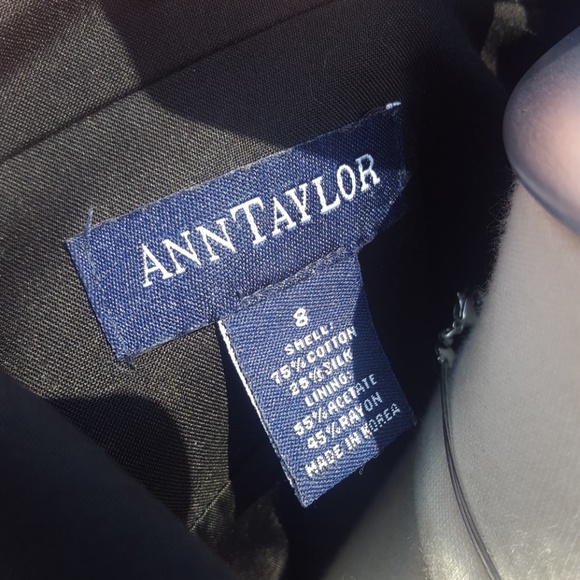 ANNTAYLOR
8
SHELL:
75% COTTON
25% SILK
LINING:
55% ACETATE
45% RAYON
MADE IN KOREA